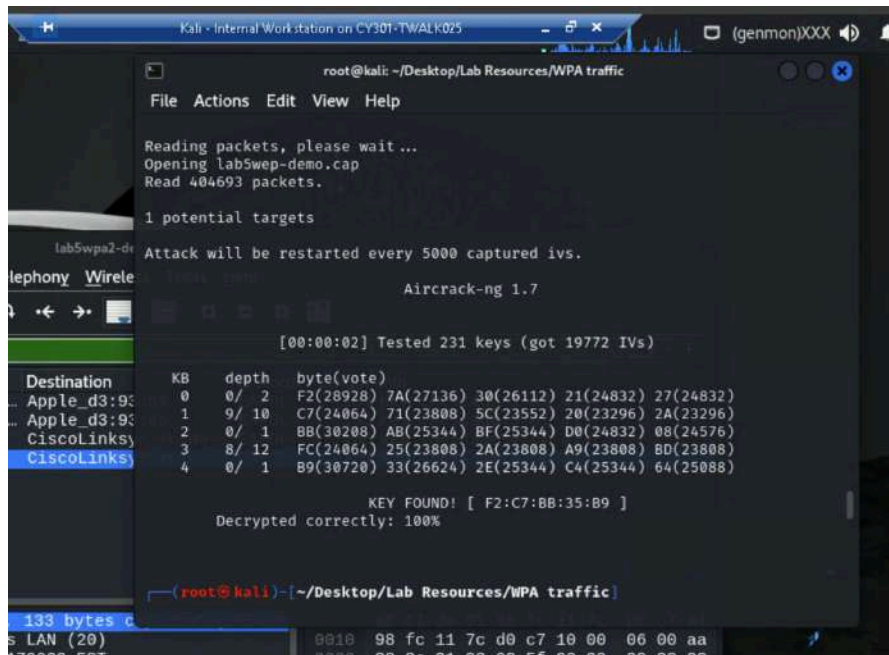 Kali - Internal Workstation on CY301-TWALK025
(genmon)XXX
root@kali: ~/Desktop/Lab Resources/WPA traffic
File Actions Edit View Help
Reading packets, please wait...
Opening lab5wep-demo.cap
Read 404693 packets.
1 potential targets
Attack will be restarted every 5000 captured ivs.
Aircrack-ng 1.7
[00:00:02] Tested 231 keys (got 19772 IVs)
KB depth byte(vote)
0 0/ 2 F2(28928) 7A(27136) 30(26112) 21(24832) 27(24832)
1 9/ 10 C7(24064) 71(23808) 5C(23552) 20(23296) 2A(23296)
2 0/ 1 BB(30208) AB(25344) BF(25344) D0(24832) 08(24576)
3 8/ 12 FC(24064) 25(23808) 2A(23808) A9(23808) BD(23808)
4 0/ 1 B9(30720) 33(26624) 2E(25344) C4(25344) 64(25088)
KEY FOUND! [ F2:C7:BB:35:B9 ]
Decrypted correctly: 100%
(root@kali)-[~/Desktop/Lab Resources/WPA traffic]
lab5wpa2-de
lephony Wirele
Destination
Apple_d3:93
Apple_d3:93
CiscoLinksy
CiscoLinksy
133 bytes c
s LAN (20)
0010 98 fc 11 7c d0 c7 10 00 06 00 aa